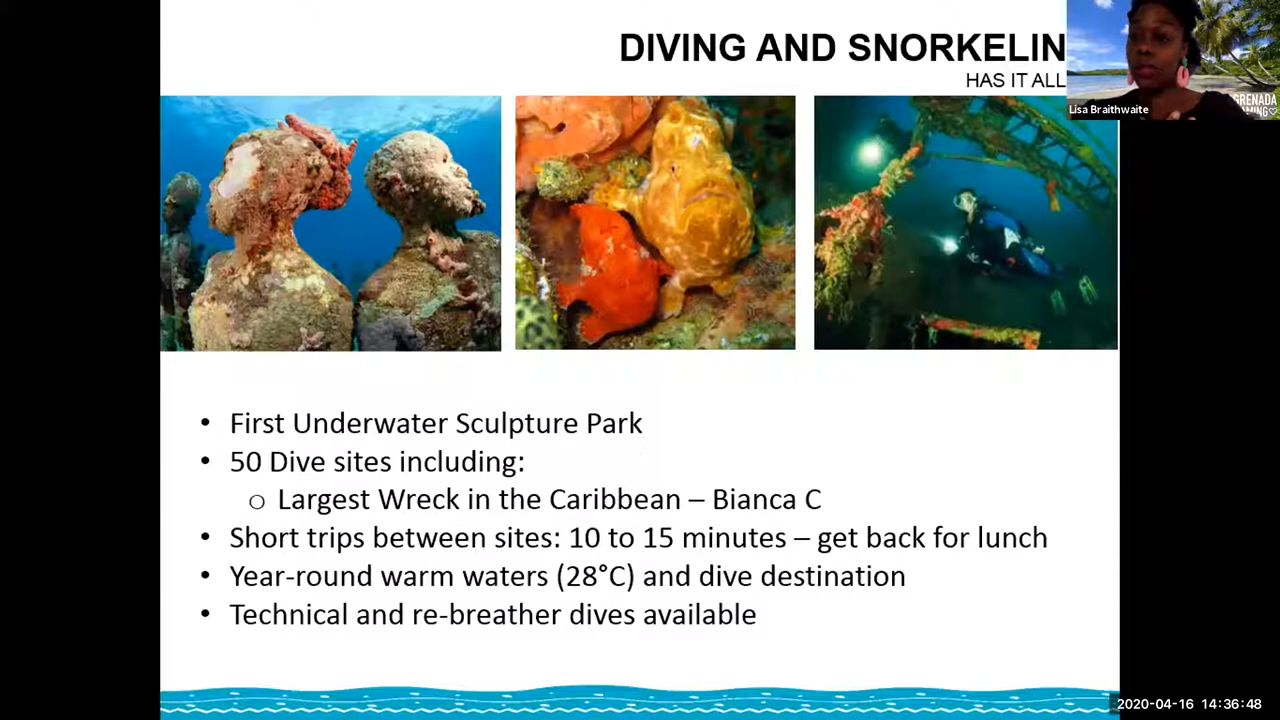 DIVING AND SNORKELIN
HAS IT ALL
Lisa Braithwaite
GRENADA
• First Underwater Sculpture Park
• 50 Dive sites including:
o Largest Wreck in the Caribbean – Bianca C
• Short trips between sites: 10 to 15 minutes – get back for lunch
• Year-round warm waters (28°C) and dive destination
• Technical and re-breather dives available
2020-04-16 14:36:48